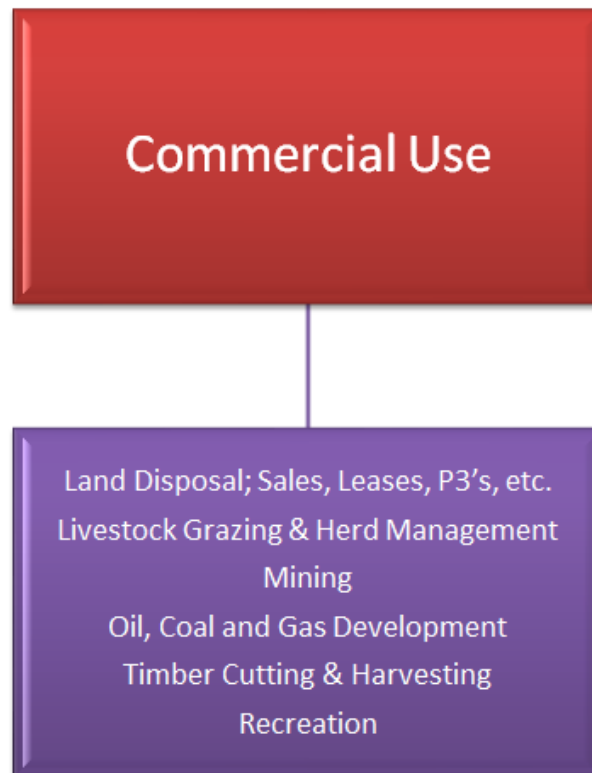 Commercial Use
Land Disposal; Sales, Leases, P3's, etc.
Livestock Grazing & Herd Management
Mining
Oil, Coal and Gas Development
Timber Cutting & Harvesting
Recreation